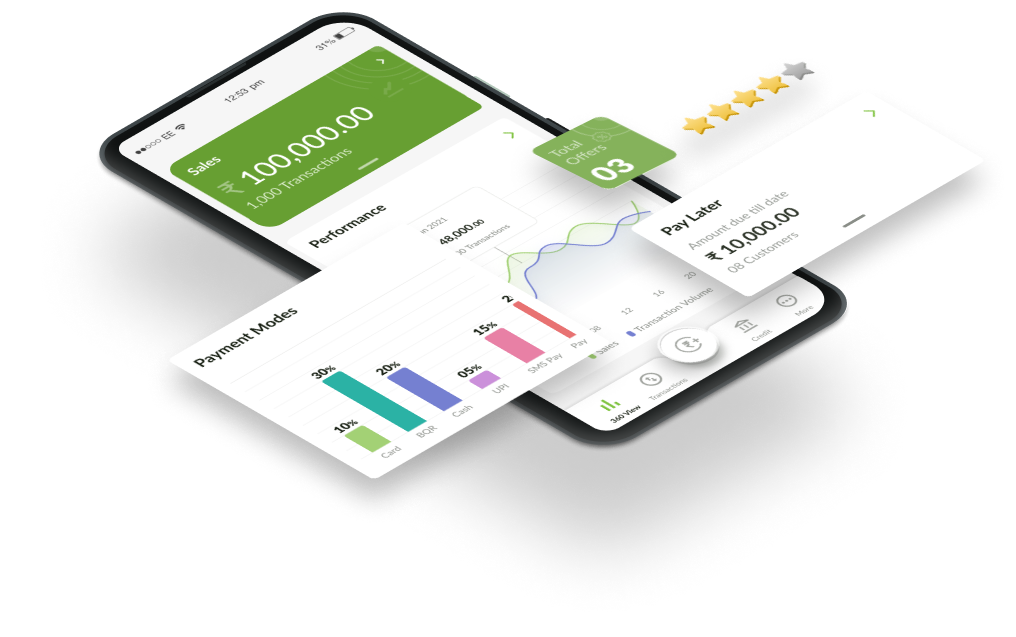 EE
12:53 pm
31%
Sales
₹ 100,000.00
1,000 Transactions
Performance
2021
48,000.00
Transactions
Total
Offers
03
Pay Later
Amount due till date
₹ 10,000.00
08 Customers
Payment Modes
10%
30%
20%
05%
15%
2
Card
BQR
Cash
UPI
SMS Pay
Pay
12
16
20
Sales
Transaction Volume
360 View
Transactions
₹+
Credit
More